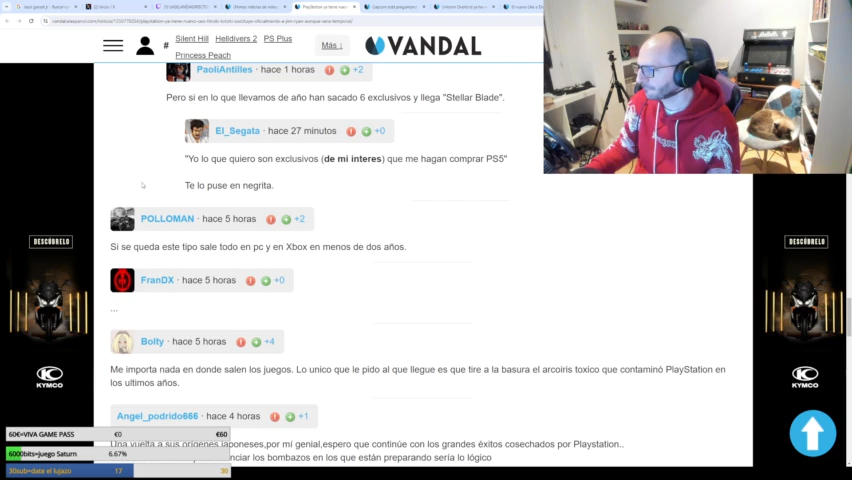 Silent Hill Helldivers 2 PS Plus
Princess Peach
#
Más ↓
VANDAL
PaoliAntilles · hace 1 horas +2
Pero si en lo que llevamos de año han sacado 6 exclusivos y llega "Stellar Blade".
El_Segata · hace 27 minutos +0
"Yo lo que quiero son exclusivos (de mi interes) que me hagan comprar PS5"
Te lo puse en negrita.
POLLOMAN · hace 5 horas +2
Si se queda este tipo sale todo en pc y en Xbox en menos de dos años.
FranDX · hace 5 horas +0
...
Bolty · hace 5 horas +4
Me importa nada en donde salen los juegos. Lo unico que le pido al que llegue es que tire a la basura el arcoiris toxico que contaminó PlayStation en
los ultimos años.
Angel_podrido666 · hace 4 horas +1
Una vuelta a sus orígenes japoneses,por mí genial,espero que continúe con los grandes éxitos cosechados por Playstation..
nciar los bombazos en los que están preparando sería lo lógico
DESCÚBRELO
KYMCO
DESCÚBRELO
KYMCO
60€=VIVA GAME PASS €0 €60
6000bits=juego Saturn 6.67%
30sub=date el lujazo 17 30